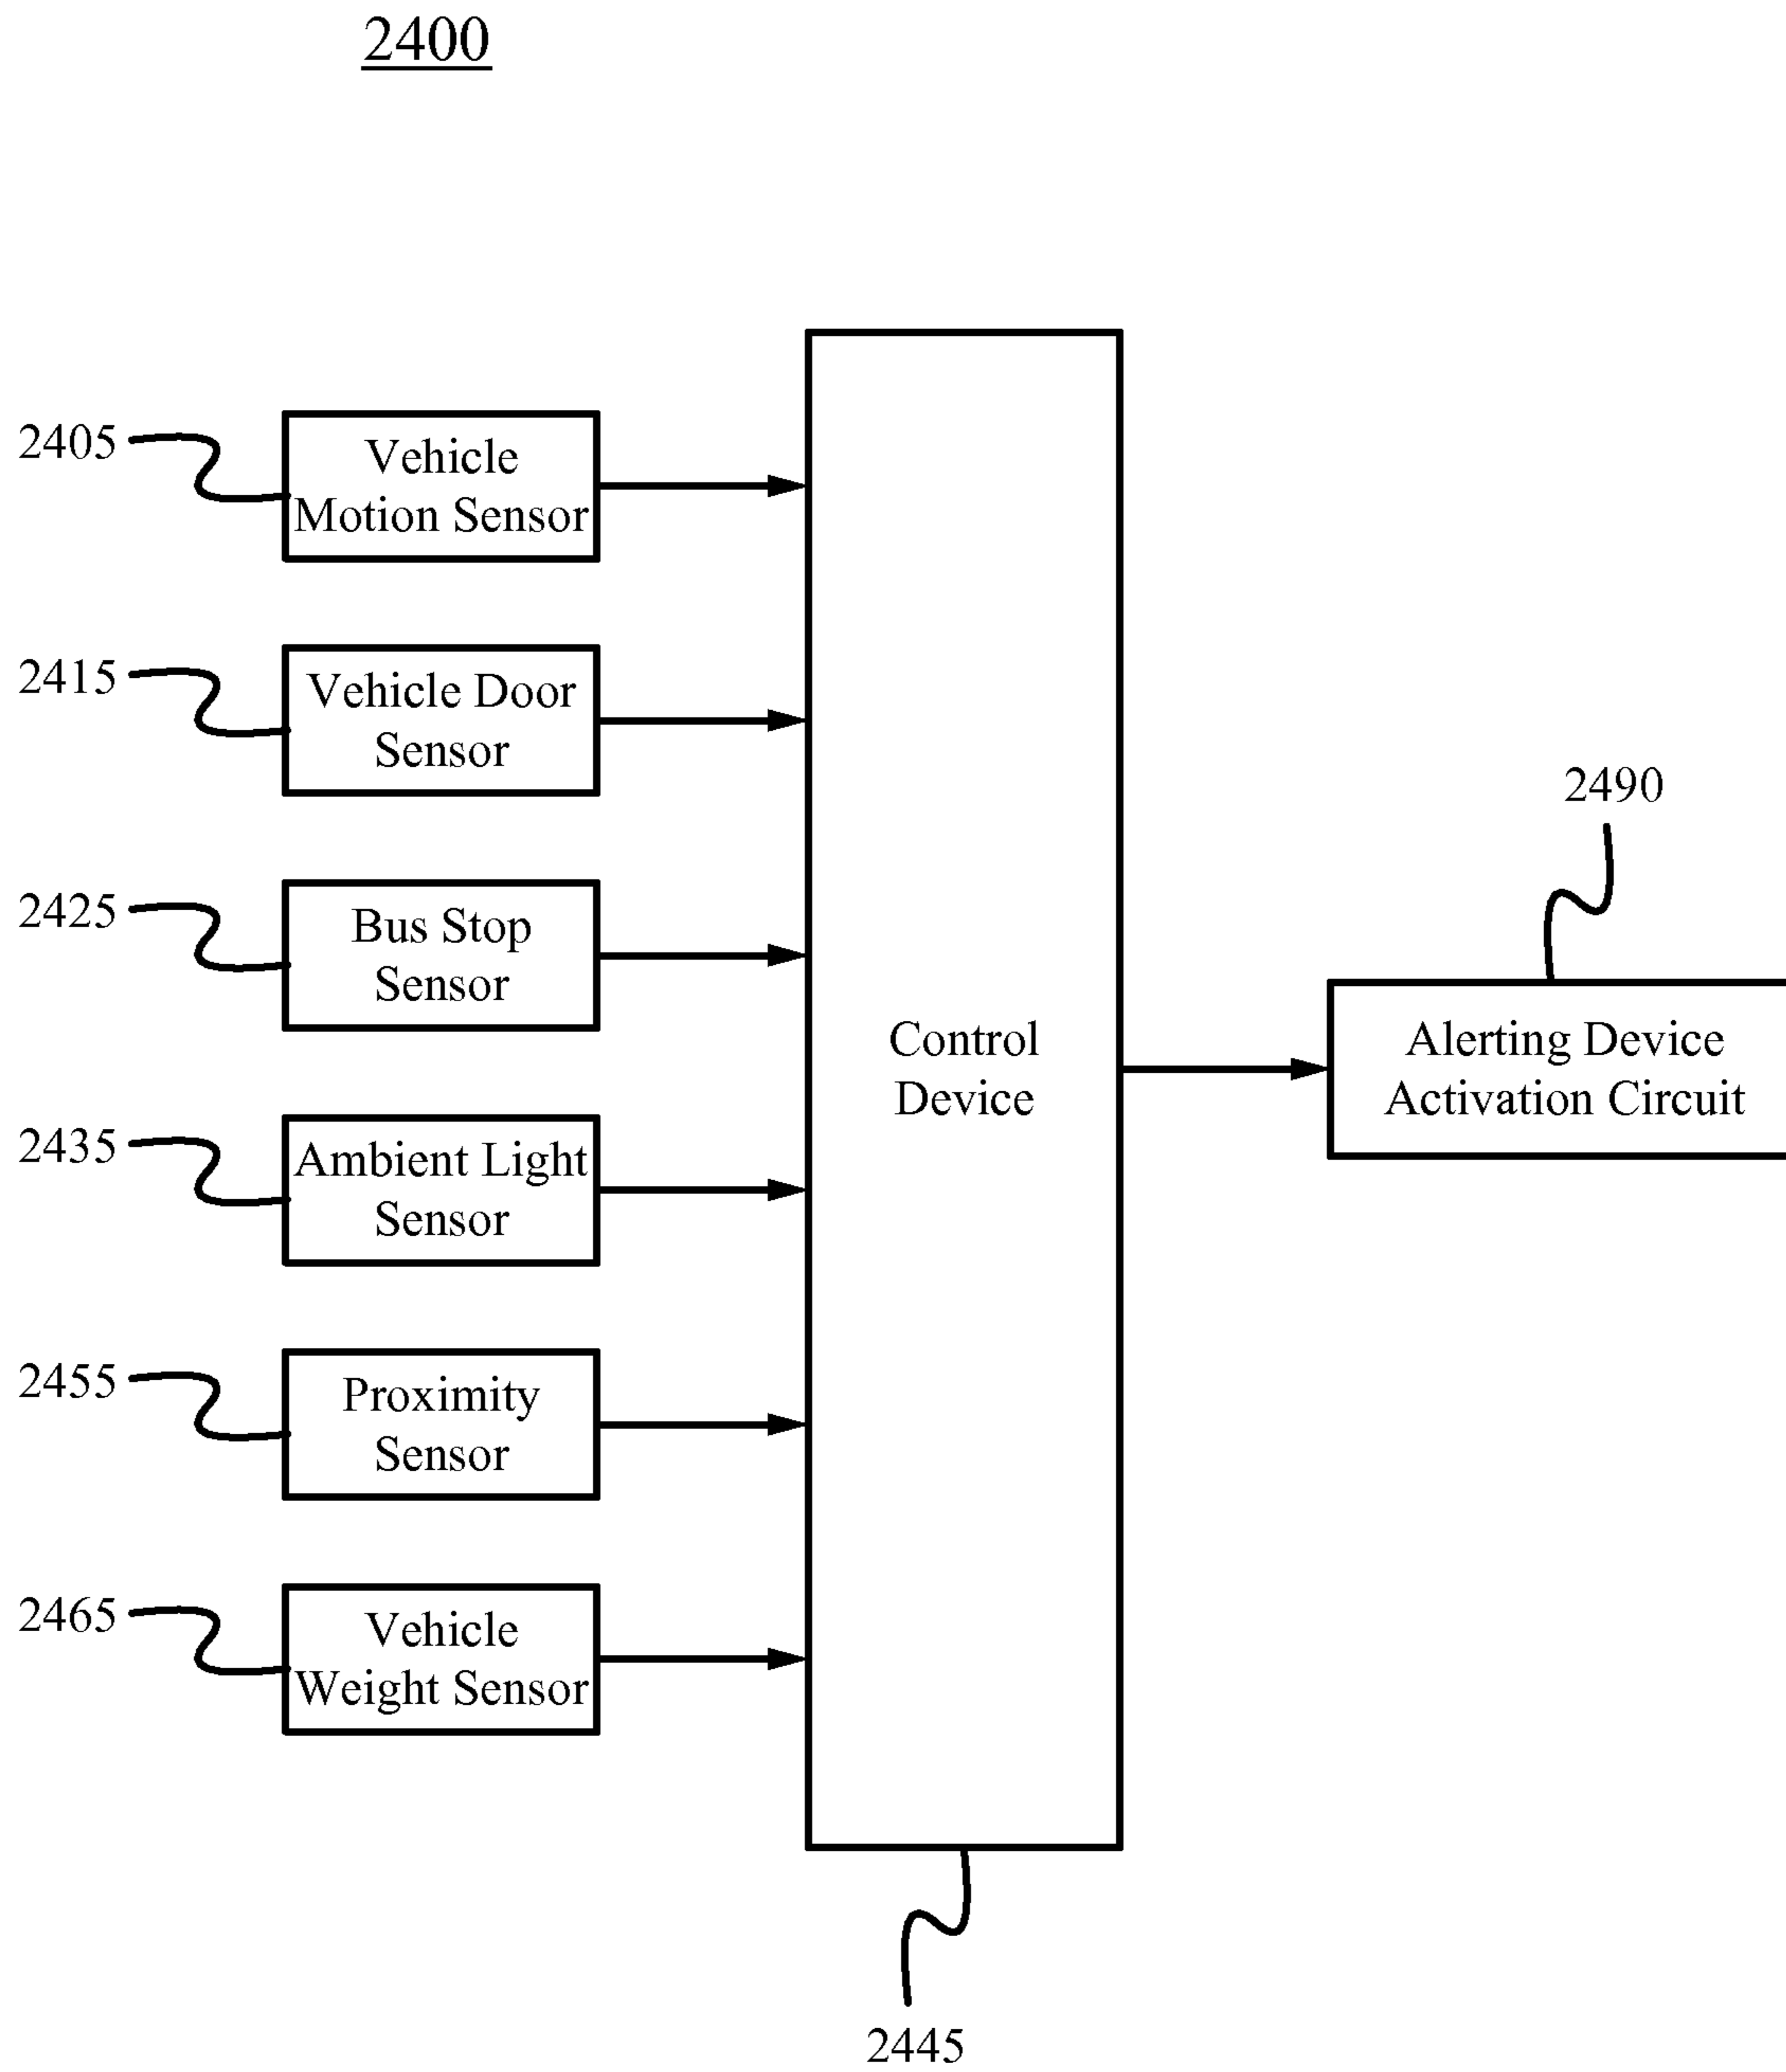 2400
2405
Vehicle
Motion Sensor
2415
Vehicle Door
Sensor
2425
Bus Stop
Sensor
2435
Ambient Light
Sensor
2455
Proximity
Sensor
2465
Vehicle
Weight Sensor
Control
Device
2445
2490
Alerting Device
Activation Circuit